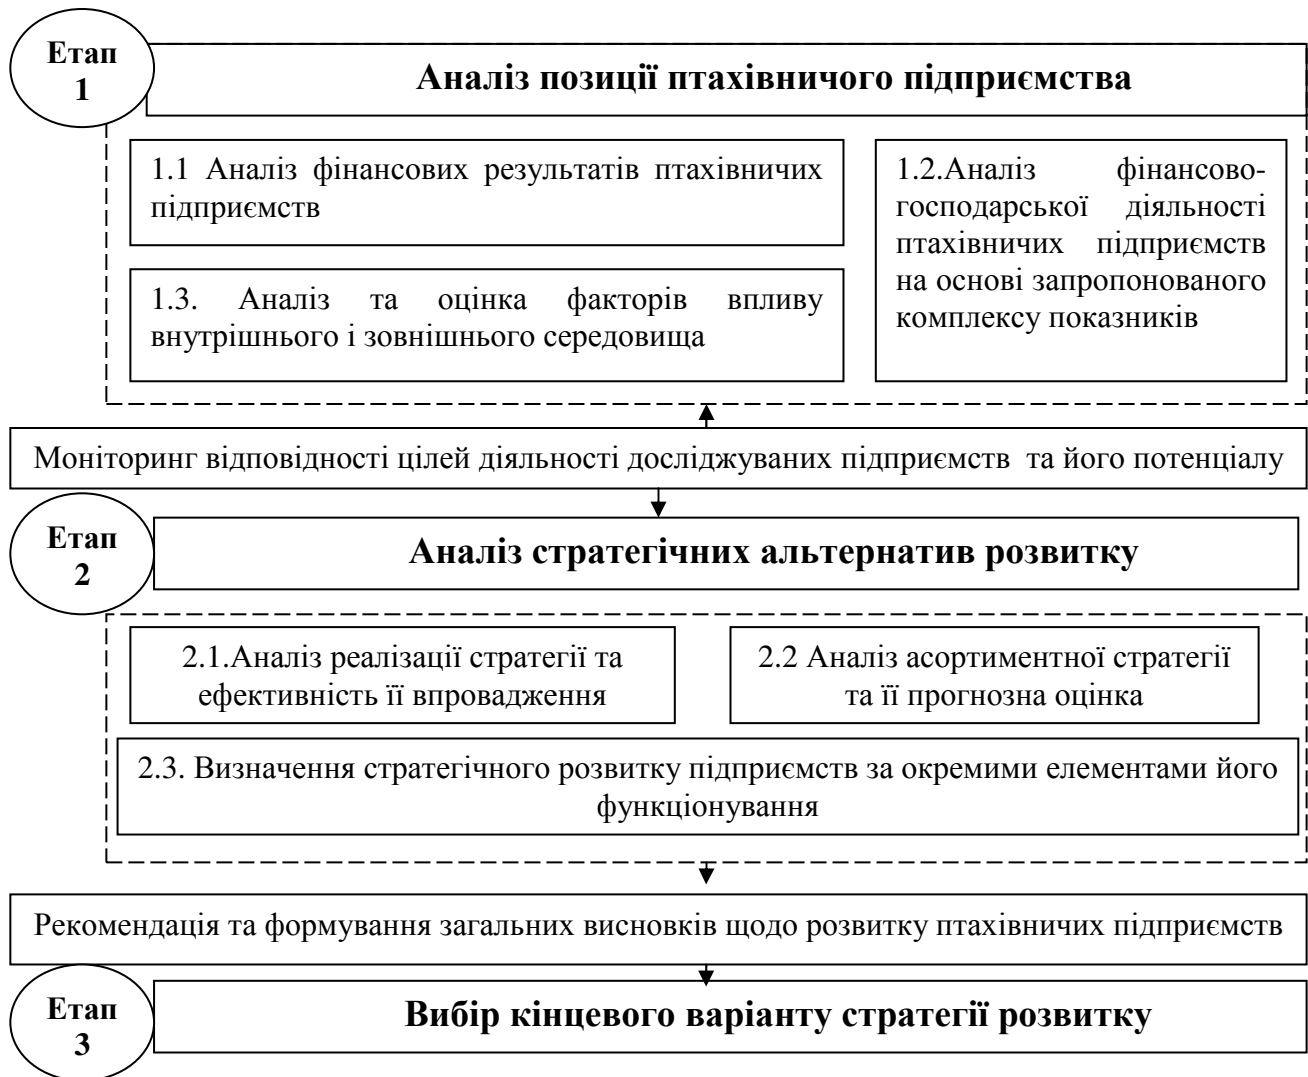 Етап
1
Аналіз позиції птахівничого підприємства
1.1 Аналіз фінансових результатів птахівничих
підприємств
1.2.Аналіз фінансово-
господарської діяльності
птахівничих підприємств
на основі запропонованого
комплексу показників
1.3. Аналіз та оцінка факторів впливу
внутрішнього і зовнішнього середовища
Моніторинг відповідності цілей діяльності досліджуваних підприємств та його потенціалу
Етап
2
Аналіз стратегічних альтернатив розвитку
2.1.Аналіз реалізації стратегії та
ефективність її впровадження
2.2 Аналіз асортиментної стратегії
та її прогнозна оцінка
2.3. Визначення стратегічного розвитку підприємств за окремими елементами його
функціонування
Рекомендація та формування загальних висновків щодо розвитку птахівничих підприємств
Етап
3
Вибір кінцевого варіанту стратегії розвитку